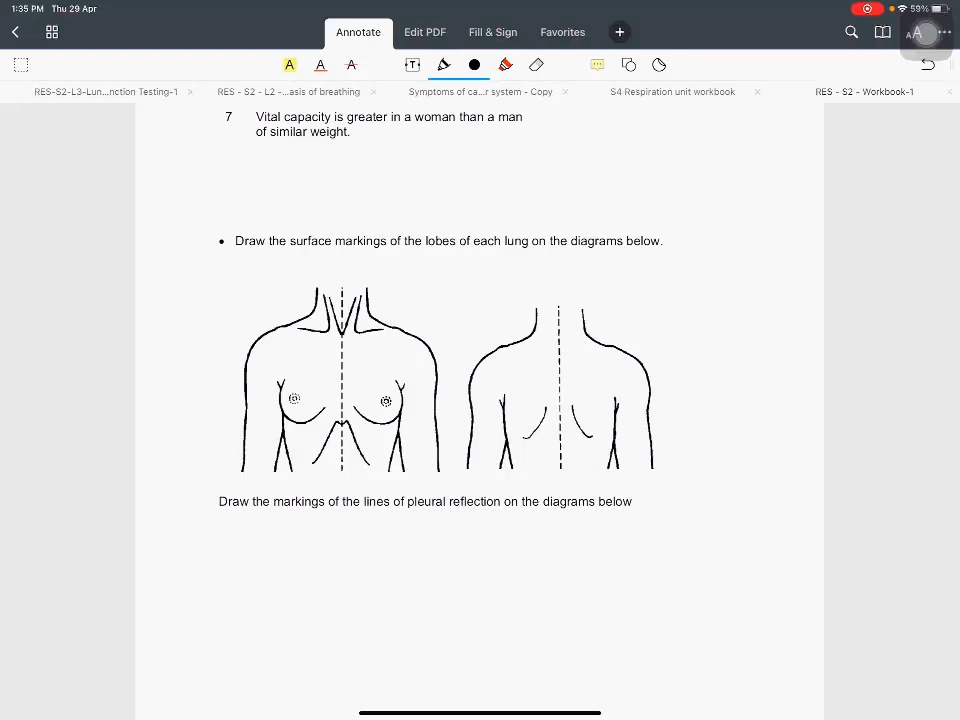 1:35 PM Thu 29 Apr
59%
Annotate Edit PDF Fill & Sign Favorites
A A A T
RES-S2-L3-Lun...nction Testing-1 × RES - S2 - L2 -...asis of breathing × Symptoms of ca...r system - Copy × S4 Respiration unit workbook × RES - S2 - Workbook-1 ×
7 Vital capacity is greater in a woman than a man
of similar weight.
• Draw the surface markings of the lobes of each lung on the diagrams below.
Draw the markings of the lines of pleural reflection on the diagrams below